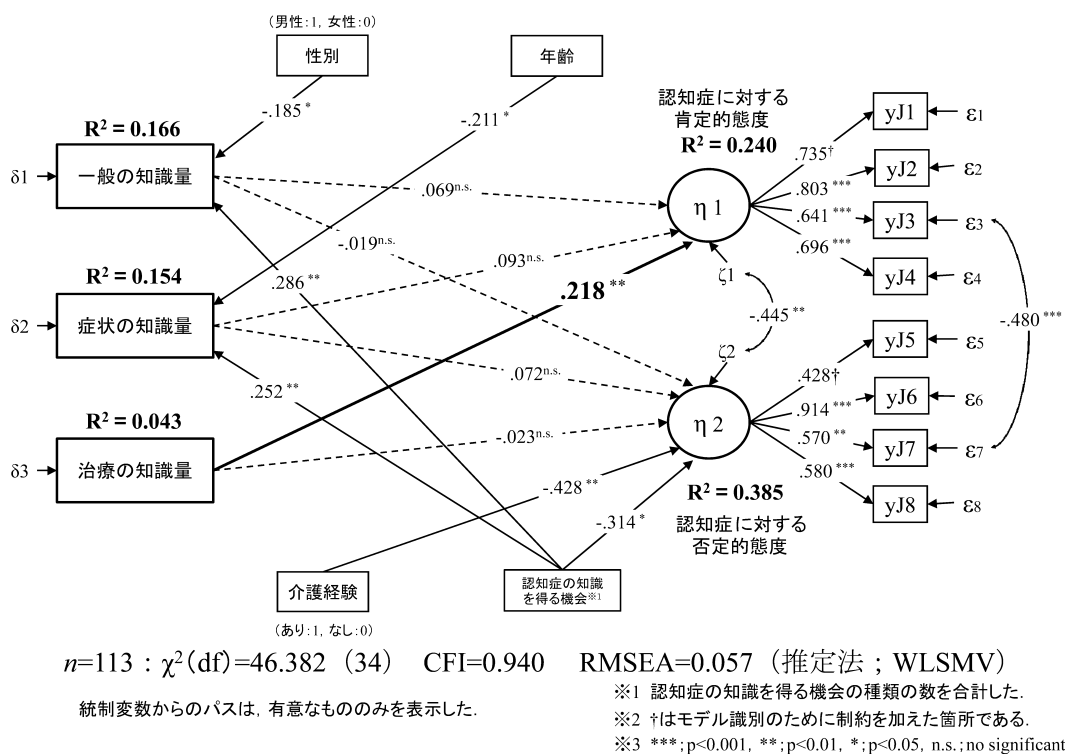 (男性:1, 女性:0)
性別
年齢
-.185 *
-.211 *
認知症に対する
肯定的態度
R² = 0.240
R² = 0.166
δ1
一般の知識量
.069n.s.
η 1
.735†
.803 ***
.641 ***
.696 ***
yJ1
ε1
yJ2
ε2
yJ3
ε3
yJ4
ε4
-.019n.s.
.093n.s.
.286 **
.218 **
ζ1
-.445 **
ζ2
-.480 ***
R² = 0.154
δ2
症状の知識量
.252 **
.072n.s.
-.023n.s.
η 2
.428†
.914 ***
.570 **
.580 ***
yJ5
ε5
yJ6
ε6
yJ7
ε7
yJ8
ε8
R² = 0.043
δ3
治療の知識量
-.428 **
-.314 *
R² = 0.385
認知症に対する
否定的態度
介護経験
(あり:1, なし:0)
認知症の知識
を得る機会※1
n=113 : χ²(df)=46.382 (34) CFI=0.940 RMSEA=0.057 (推定法 ; WLSMV)
統制変数からのパスは, 有意なもののみを表示した.
※1 認知症の知識を得る機会の種類の数を合計した.
※2 †はモデル識別のために制約を加えた箇所である.
※3 ***;p<0.001, **;p<0.01, *;p<0.05, n.s.;no significant